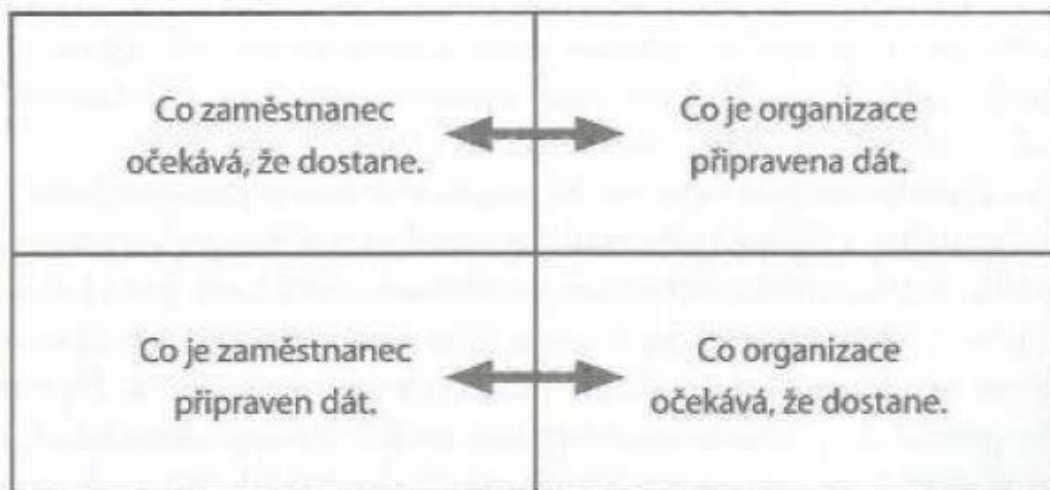 Co zaměstnanec
očekává, že dostane.
Co je organizace
připravena dát.
Co je zaměstnanec
připraven dát.
Co organizace
očekává, že dostane.